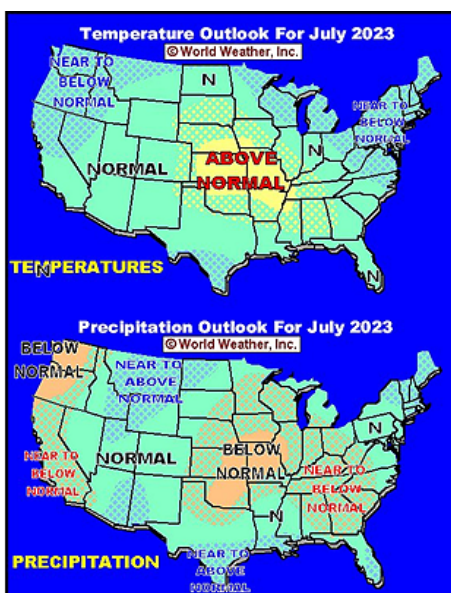 Temperature Outlook For July 2023
© World Weather, Inc.
NEAR TO
BELOW
NORMAL
N
NEAR TO
BELOW
NORMAL
N
NORMAL
ABOVE
NORMAL
TEMPERATURES
N
N
Precipitation Outlook For July 2023
© World Weather, Inc.
BELOW
NORMAL
NEAR TO
ABOVE
NORMAL
N
NEAR TO
BELOW
NORMAL
NORMAL
BELOW
NORMAL
NEAR TO
BELOW
NORMAL
N
PRECIPITATION
NEAR TO
ABOVE
NORMAL